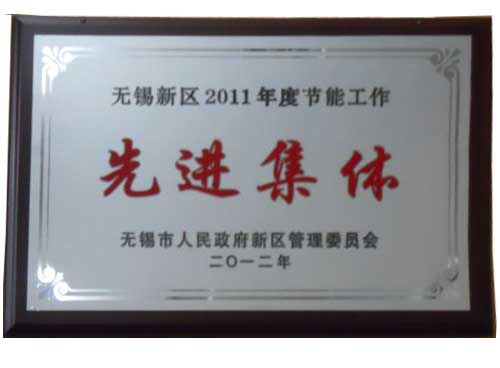 无锡新区2011年度节能工作
先进集体
无锡市人民政府新区管理委员会
二〇一二年